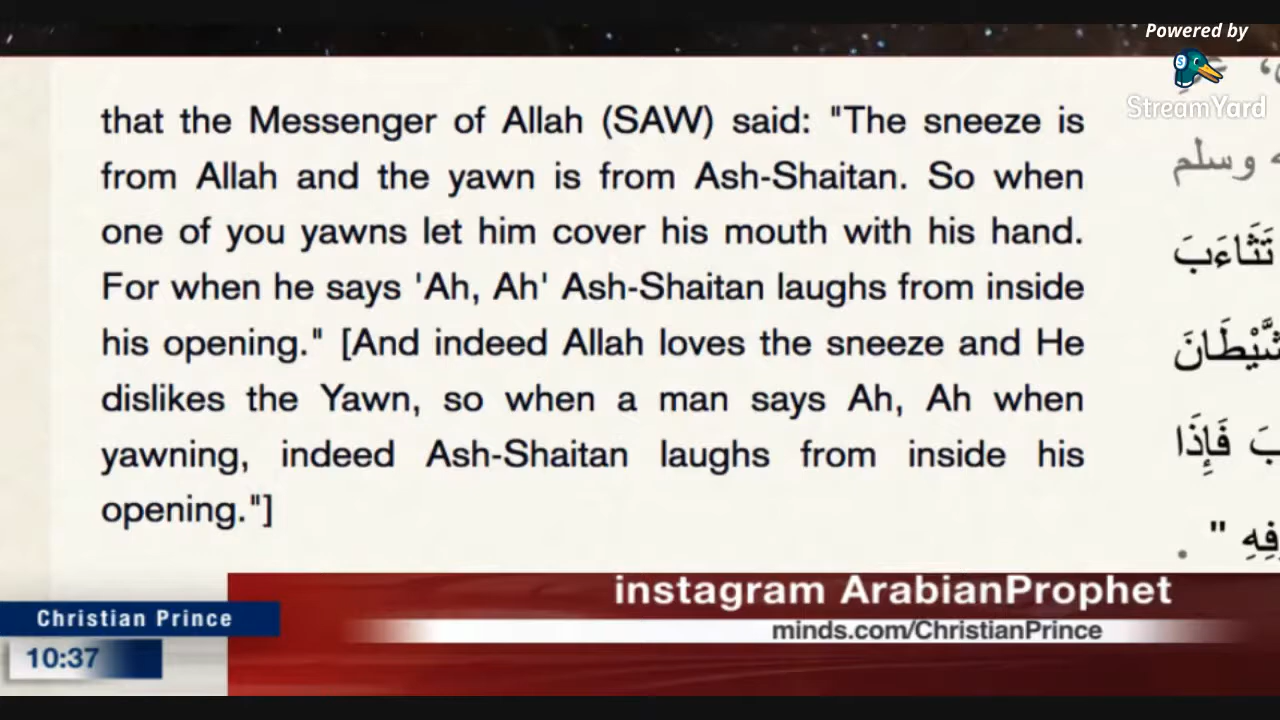 Powered by
StreamYard
that the Messenger of Allah (SAW) said: "The sneeze is
from Allah and the yawn is from Ash-Shaitan. So when
one of you yawns let him cover his mouth with his hand.
For when he says 'Ah, Ah' Ash-Shaitan laughs from inside
his opening." [And indeed Allah loves the sneeze and He
dislikes the Yawn, so when a man says Ah, Ah when
yawning, indeed Ash-Shaitan laughs from inside his
opening."]
وسلم
تَثَاءَبَ
فَإِذَا
instagram ArabianProphet
minds.com/ChristianPrince
Christian Prince
10:37